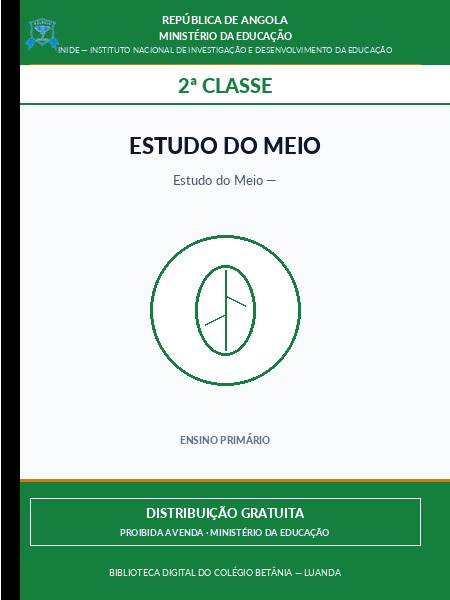 REPÚBLICA DE ANGOLA
MINISTÉRIO DA EDUCAÇÃO
INIDE — INSTITUTO NACIONAL DE INVESTIGAÇÃO E DESENVOLVIMENTO DA EDUCAÇÃO
2ª CLASSE
ESTUDO DO MEIO
Estudo do Meio —
ENSINO PRIMÁRIO
DISTRIBUIÇÃO GRATUITA
PROIBIDA A VENDA · MINISTÉRIO DA EDUCAÇÃO
BIBLIOTECA DIGITAL DO COLÉGIO BETÂNIA — LUANDA